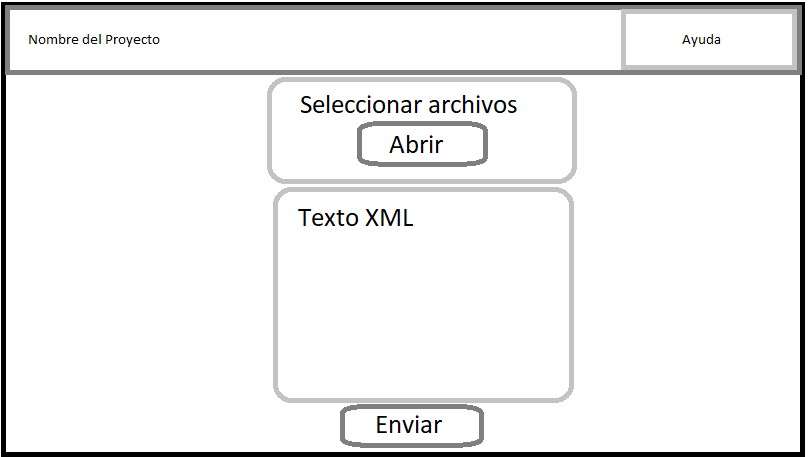 Nombre del Proyecto
Ayuda
Seleccionar archivos
Abrir
Texto XML
Enviar